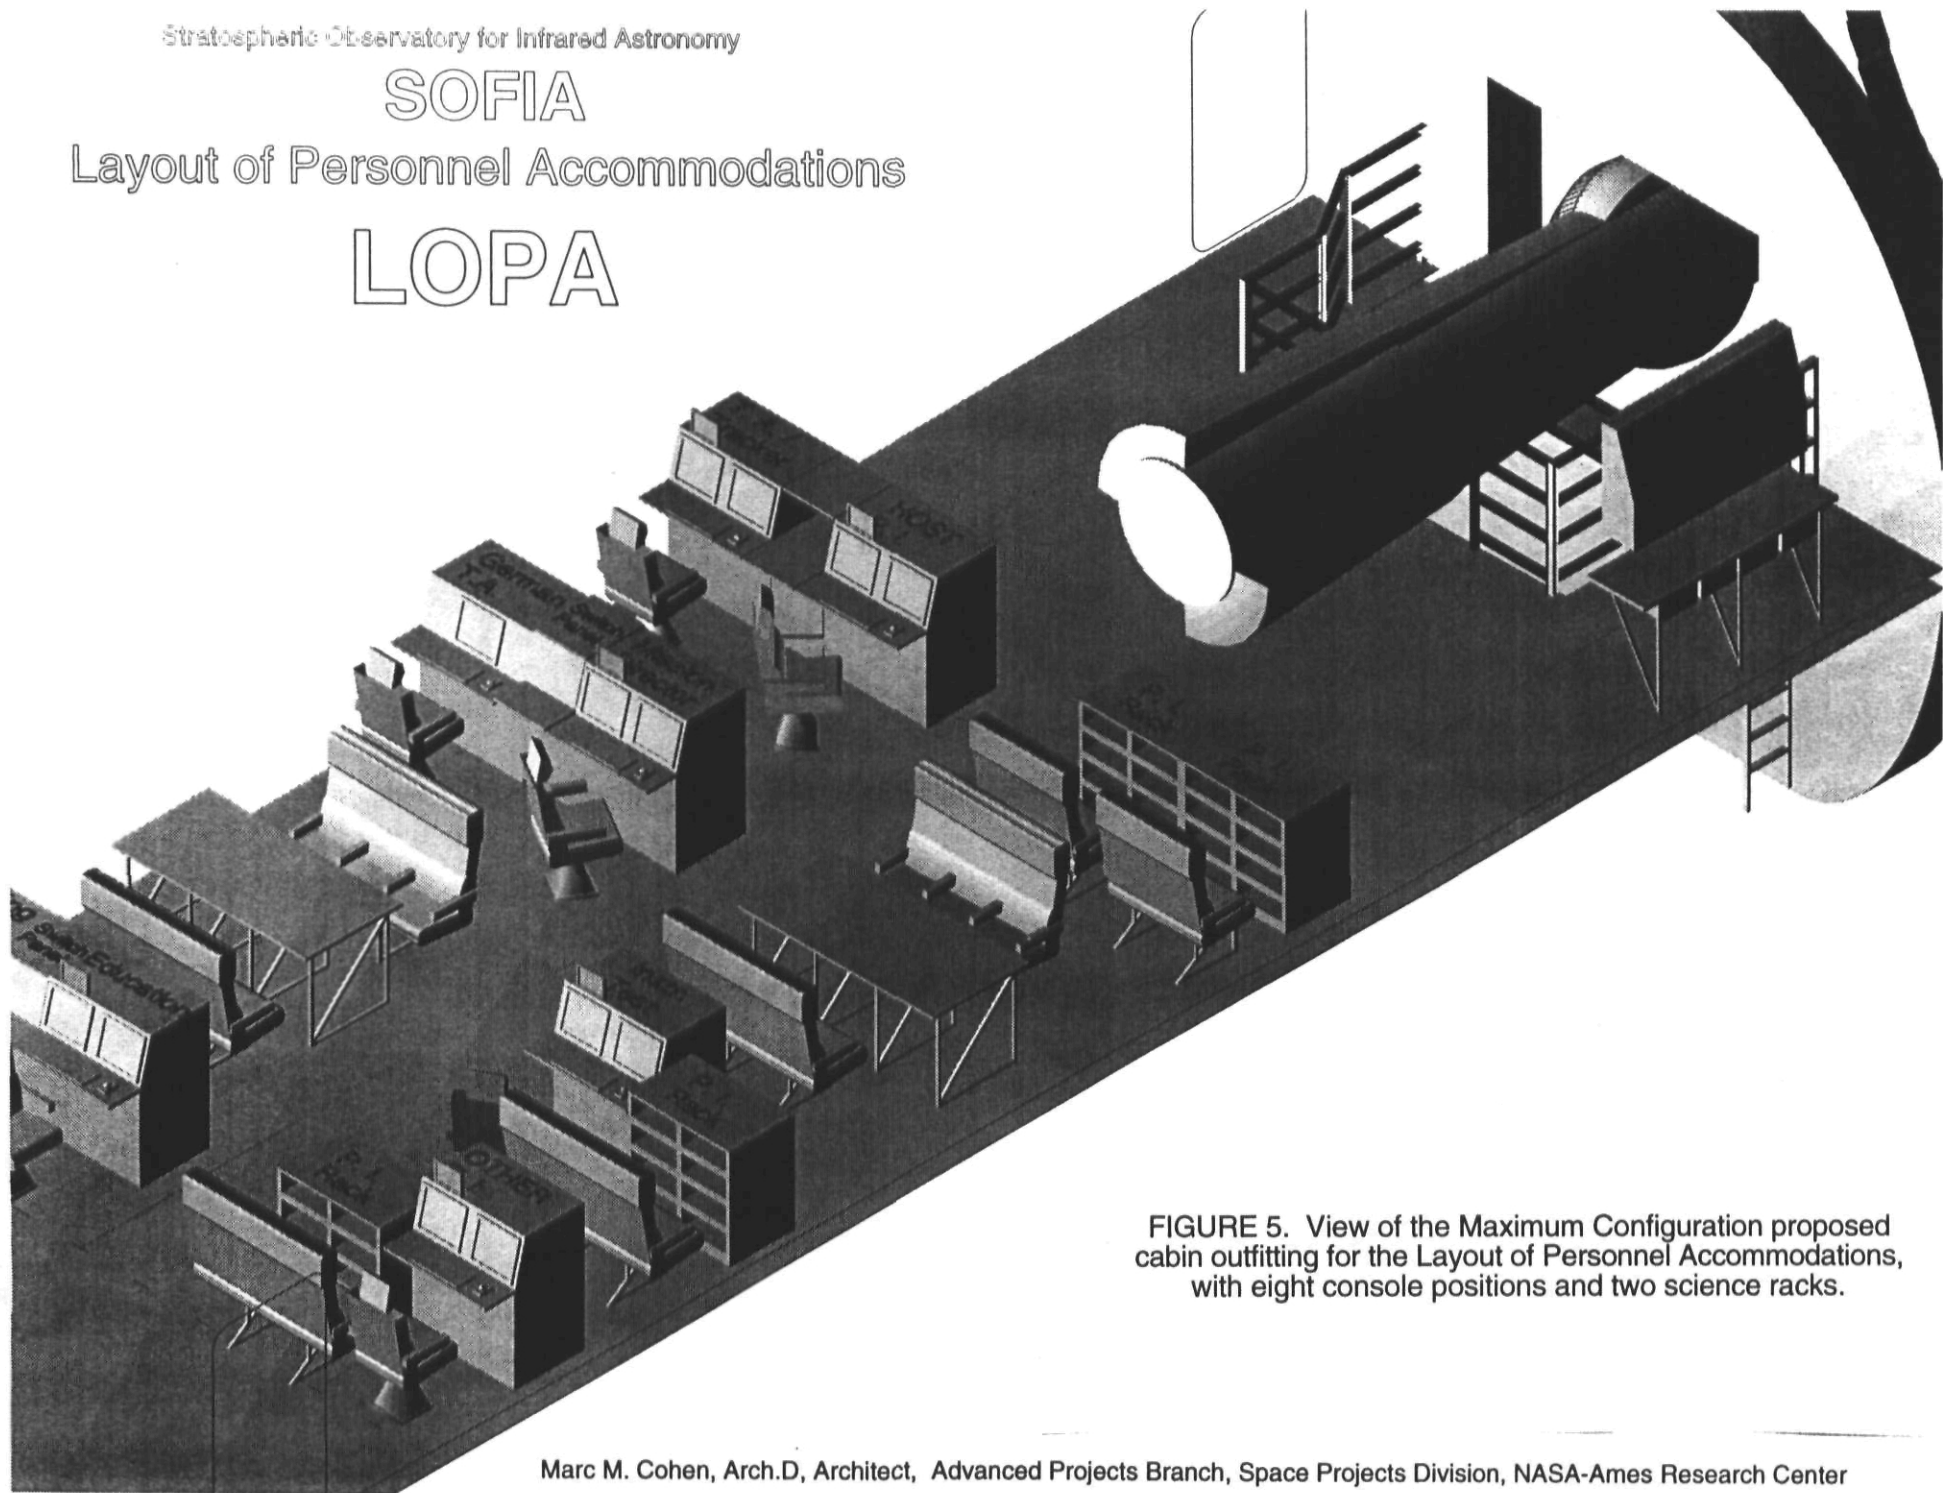 Stratospheric Observatory for Infrared Astronomy
SOFIA
Layout of Personnel Accommodations
LOPA
HOST
German
T.A.
Switch
Panel
Education
P. I.
Rack
P. I.
Rack
P. I.
Rack
OTHER
FIGURE 5. View of the Maximum Configuration proposed
cabin outfitting for the Layout of Personnel Accommodations,
with eight console positions and two science racks.
Marc M. Cohen, Arch.D, Architect, Advanced Projects Branch, Space Projects Division, NASA-Ames Research Center